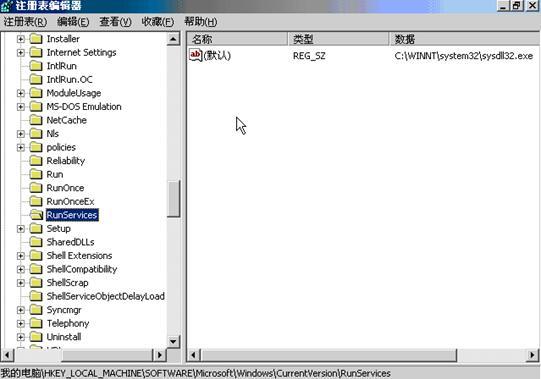 注册表编辑器
注册表(R) 编辑(E) 查看(V) 收藏(F) 帮助(H)
Installer
Internet Settings
IntlRun
IntlRun.OC
ModuleUsage
MS-DOS Emulation
NetCache
Nls
policies
Reliability
Run
RunOnce
RunOnceEx
RunServices
Setup
SharedDLLs
Shell Extensions
ShellCompatibility
ShellScrap
ShellServiceObjectDelayLoad
Syncmgr
Telephony
Uninstall
名称 类型 数据
ab (默认) REG_SZ C:\WINNT\system32\sysdll32.exe
我的电脑\HKEY_LOCAL_MACHINE\SOFTWARE\Microsoft\Windows\CurrentVersion\RunServices